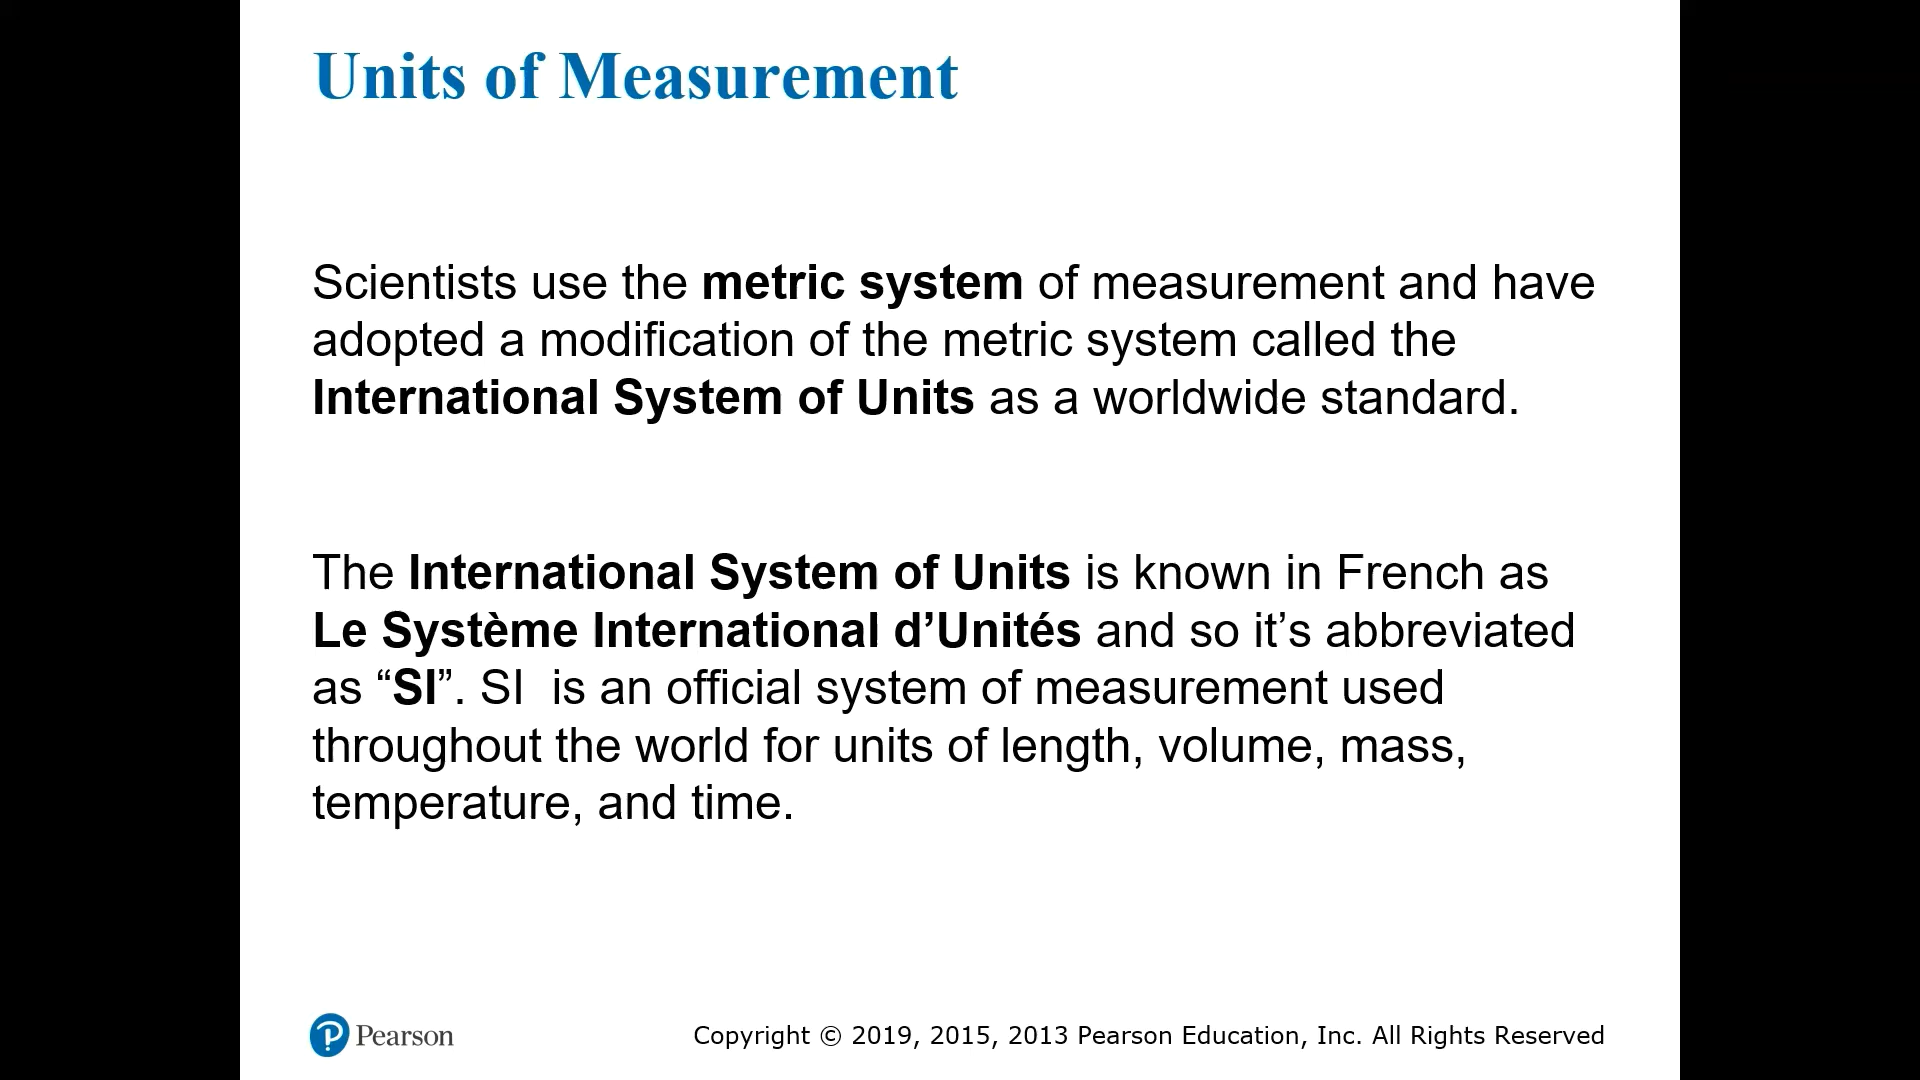 Units of Measurement
Scientists use the metric system of measurement and have
adopted a modification of the metric system called the
International System of Units as a worldwide standard.
The International System of Units is known in French as
Le Système International d’Unités and so it’s abbreviated
as “SI”. SI  is an official system of measurement used
throughout the world for units of length, volume, mass,
temperature, and time.
Pearson
Copyright © 2019, 2015, 2013 Pearson Education, Inc. All Rights Reserved